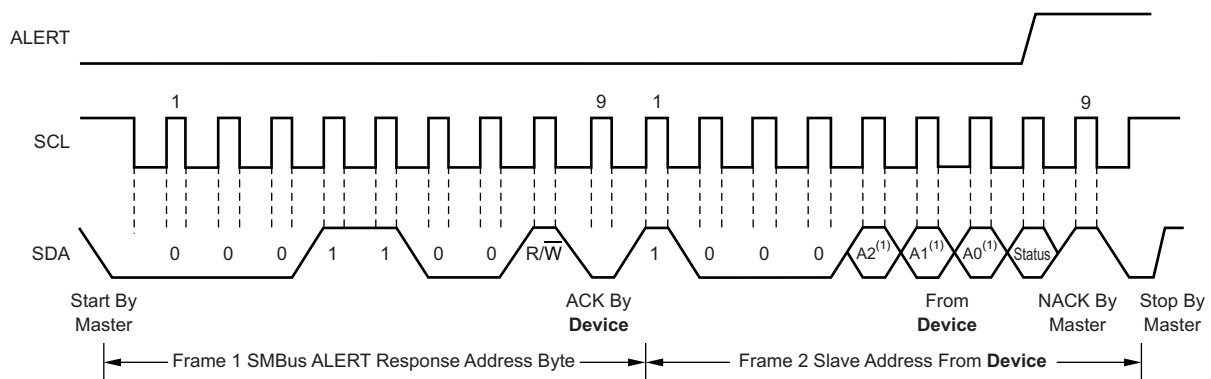 ALERT
1 9 1 9
SCL
SDA 0 0 0 1 1 0 0 R/W̅ 1 0 0 0 A2(1) A1(1) A0(1) Status
Start By Master
ACK By Device
From Device
NACK By Master
Stop By Master
Frame 1 SMBus ALERT Response Address Byte
Frame 2 Slave Address From Device